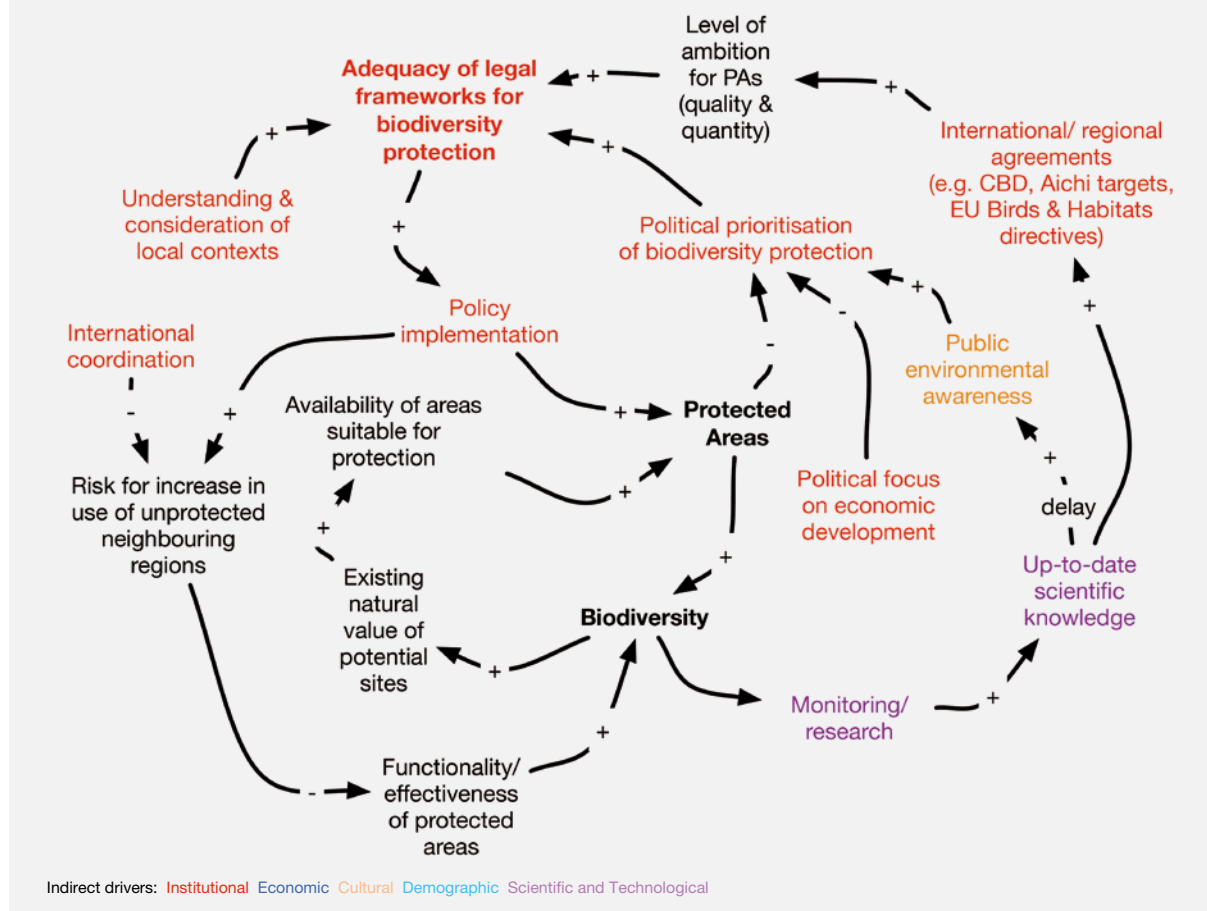 Level of
ambition
for PAs
(quality &
quantity)
Adequacy of legal
frameworks for
biodiversity
protection
+
+
+
International/ regional
agreements
(e.g. CBD, Aichi targets,
EU Birds & Habitats
directives)
+
Understanding &
consideration of
local contexts
Political prioritisation
of biodiversity protection
+
+
+
-
-
Policy
implementation
International
coordination
Public
environmental
awareness
-
+
+
Availability of areas
suitable for
protection
Protected
Areas
+
+
delay
Political focus
on economic
development
Risk for increase in
use of unprotected
neighbouring
regions
+
+
Existing
natural
value of
potential
sites
Up-to-date
scientific
knowledge
Biodiversity
+
+
Monitoring/
research
+
-
Functionality/
effectiveness
of protected
areas
Indirect drivers: Institutional Economic Cultural Demographic Scientific and Technological